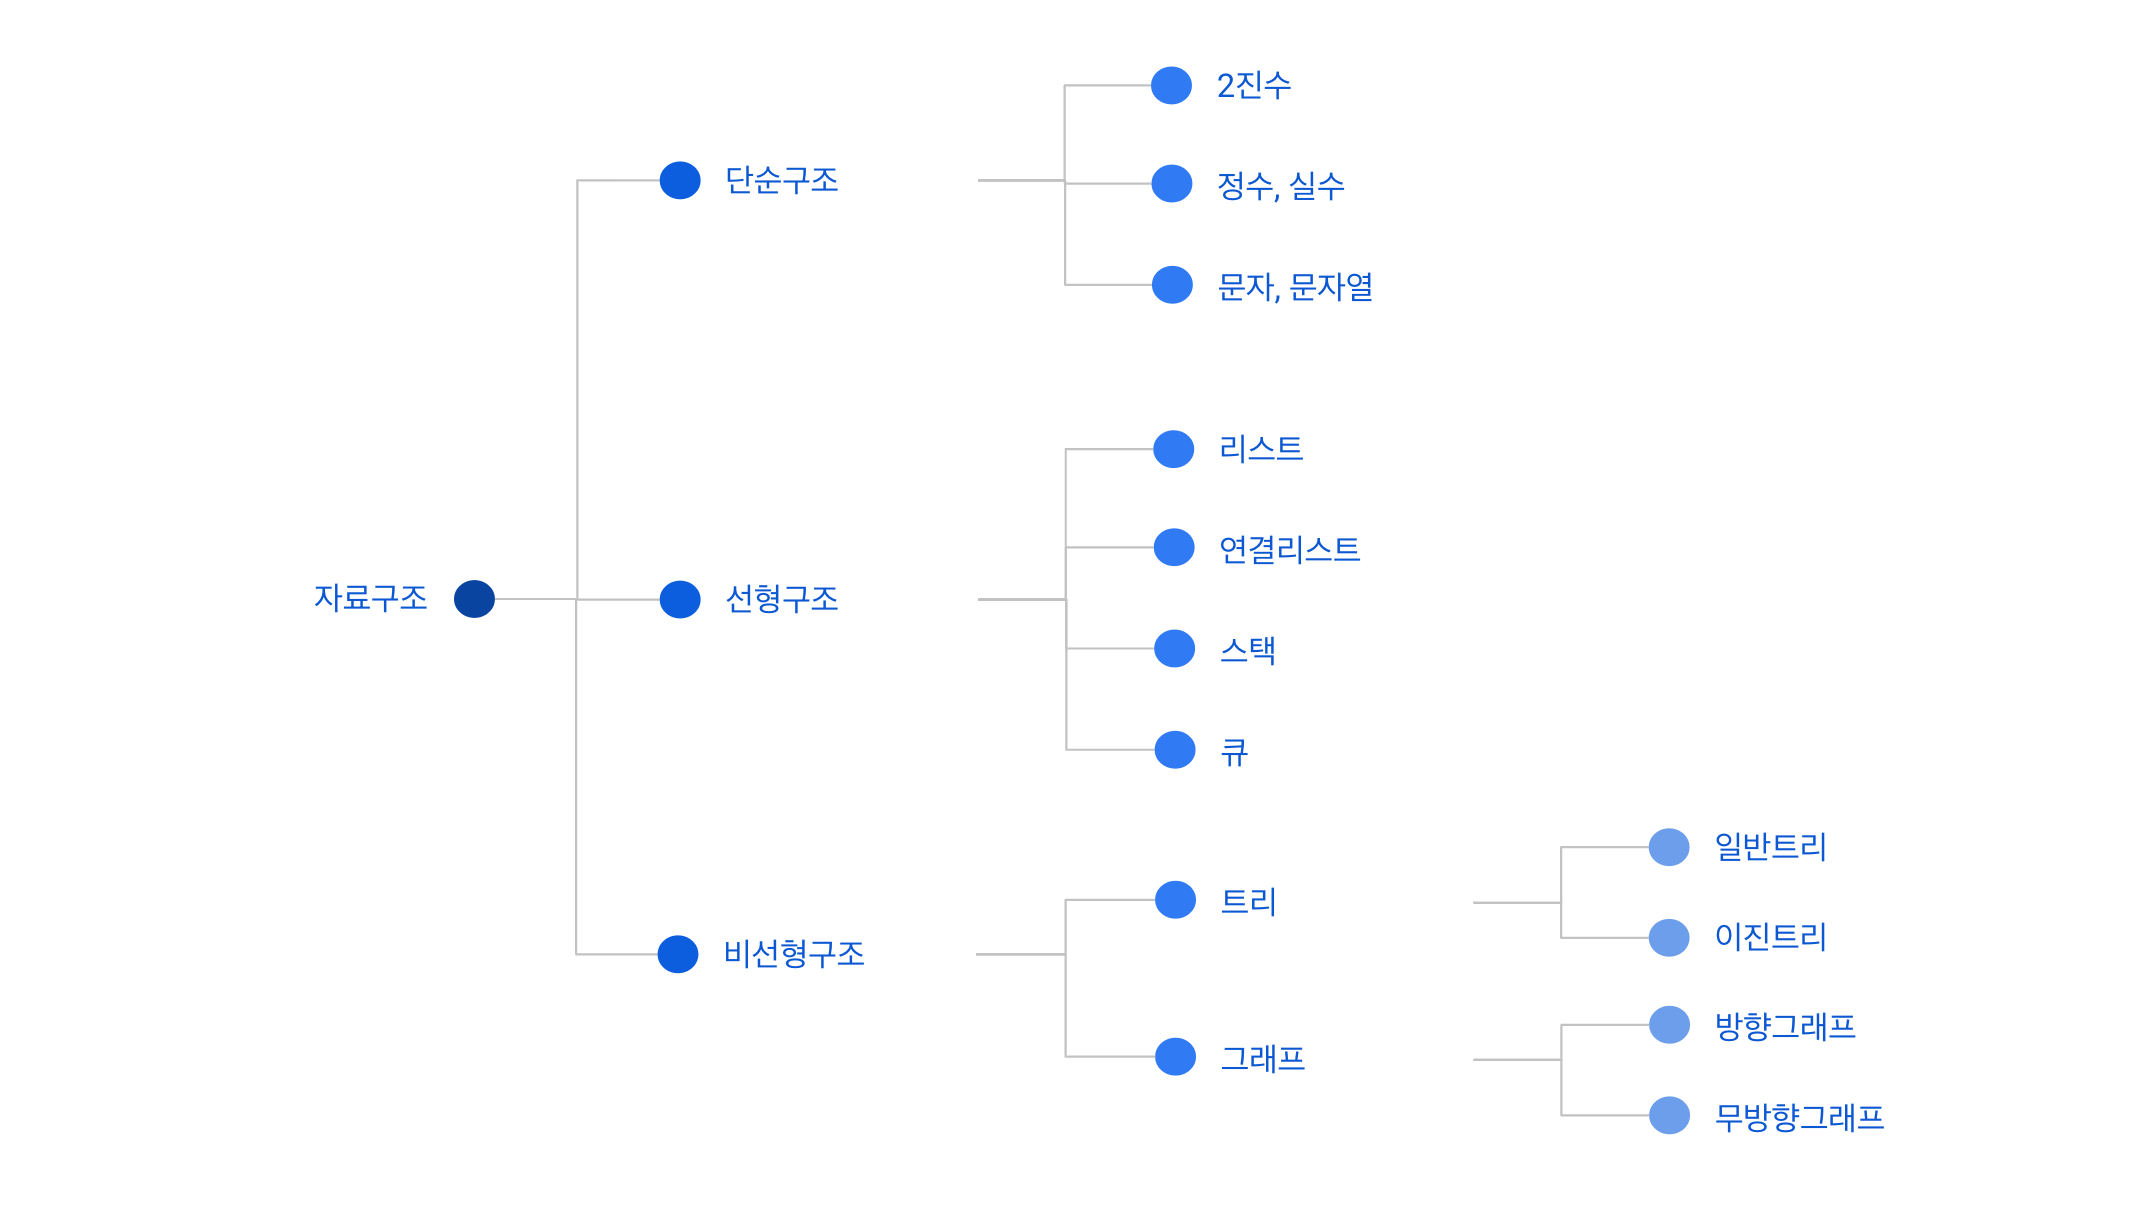 자료구조
단순구조
2진수
정수, 실수
문자, 문자열
선형구조
리스트
연결리스트
스택
큐
비선형구조
트리
일반트리
이진트리
그래프
방향그래프
무방향그래프